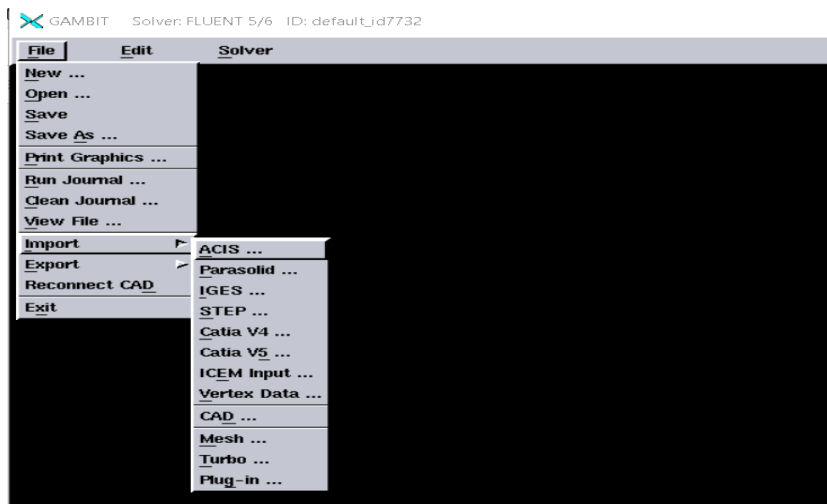 GAMBIT Solver: FLUENT 5/6 ID: default_id7732
File Edit Solver
New ...
Open ...
Save
Save As ...
Print Graphics ...
Run Journal ...
Clean Journal ...
View File ...
Import
Export
Reconnect CAD
Exit
ACIS ...
Parasolid ...
IGES ...
STEP ...
Catia V4 ...
Catia V5 ...
ICEM Input ...
Vertex Data ...
CAD ...
Mesh ...
Turbo ...
Plug-in ...